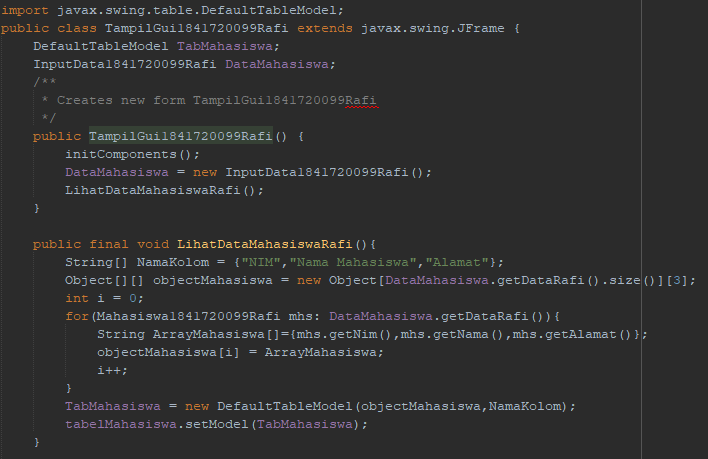 import javax.swing.table.DefaultTableModel;
public class TampilGui1841720099Rafi extends javax.swing.JFrame {
    DefaultTableModel TabMahasiswa;
    InputData1841720099Rafi DataMahasiswa;
    /**
     * Creates new form TampilGui1841720099Rafi
     */
    public TampilGui1841720099Rafi() {
        initComponents();
        DataMahasiswa = new InputData1841720099Rafi();
        LihatDataMahasiswaRafi();
    }

    public final void LihatDataMahasiswaRafi(){
        String[] NamaKolom = {"NIM","Nama Mahasiswa","Alamat"};
        Object[][] objectMahasiswa = new Object[DataMahasiswa.getDataRafi().size()][3];
        int i = 0;
        for(Mahasiswa1841720099Rafi mhs: DataMahasiswa.getDataRafi()){
            String ArrayMahasiswa[]={mhs.getNim(),mhs.getNama(),mhs.getAlamat()};
            objectMahasiswa[i] = ArrayMahasiswa;
            i++;
        }
        TabMahasiswa = new DefaultTableModel(objectMahasiswa,NamaKolom);
        tabelMahasiswa.setModel(TabMahasiswa);
    }